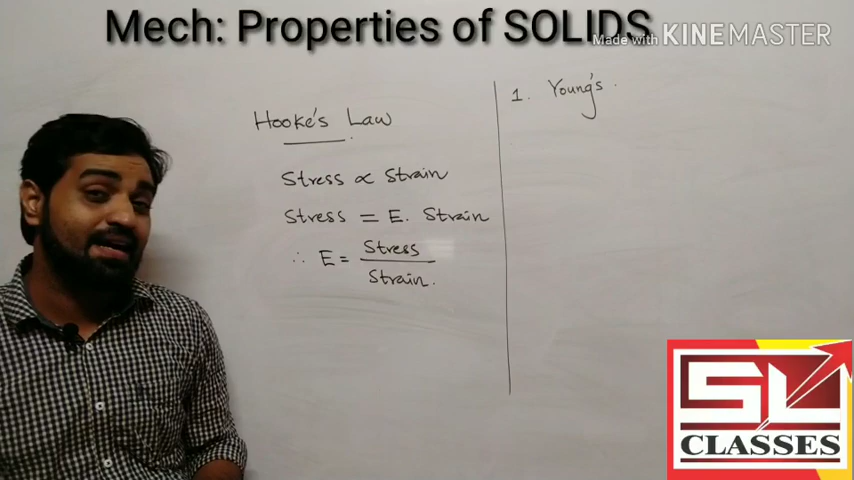 Mech: Properties of SOLIDS
Made with KINEMASTER
Hooke's Law
Stress ∝ Strain
Stress = E. Strain
∴ E = Stress
Strain.
1. Young's
SL
CLASSES